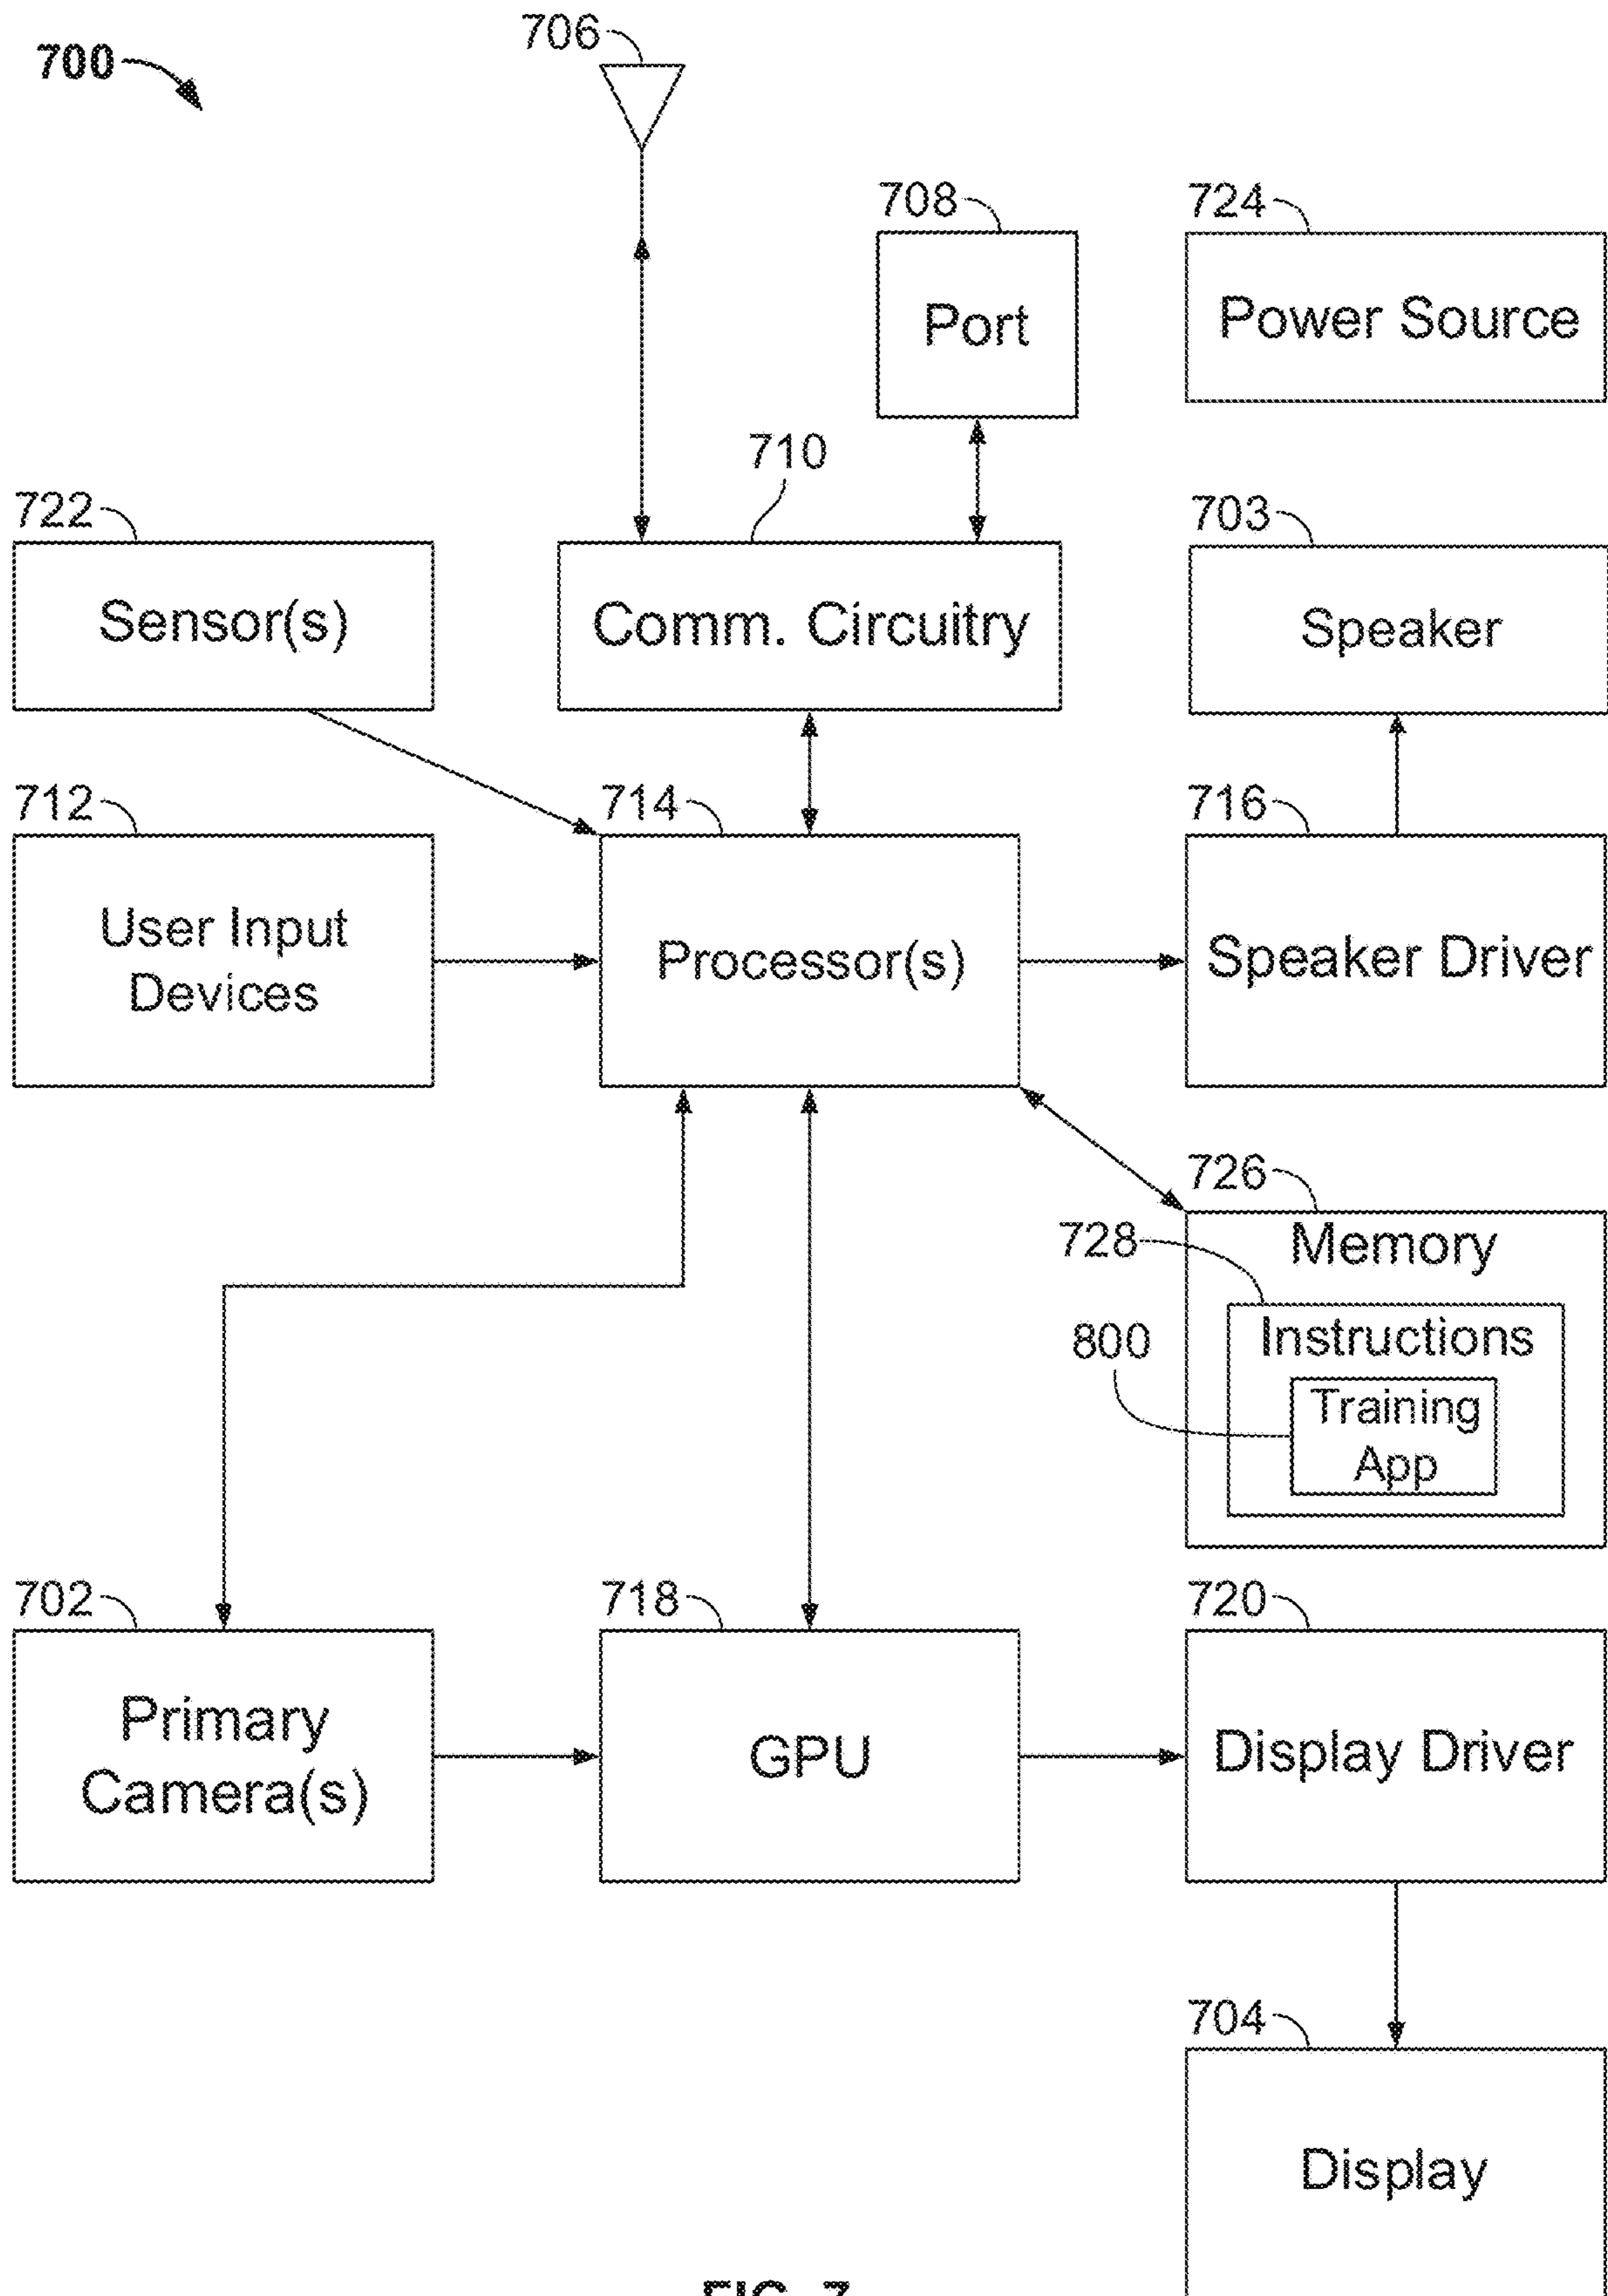 706
700
708
724
Port
Power Source
710
722
703
Sensor(s)
Comm. Circuitry
Speaker
712
714
716
User Input
Devices
Processor(s)
Speaker Driver
726
728
Memory
800
Instructions
Training
App
702
718
720
Primary
Camera(s)
GPU
Display Driver
704
Display
FIG. 7